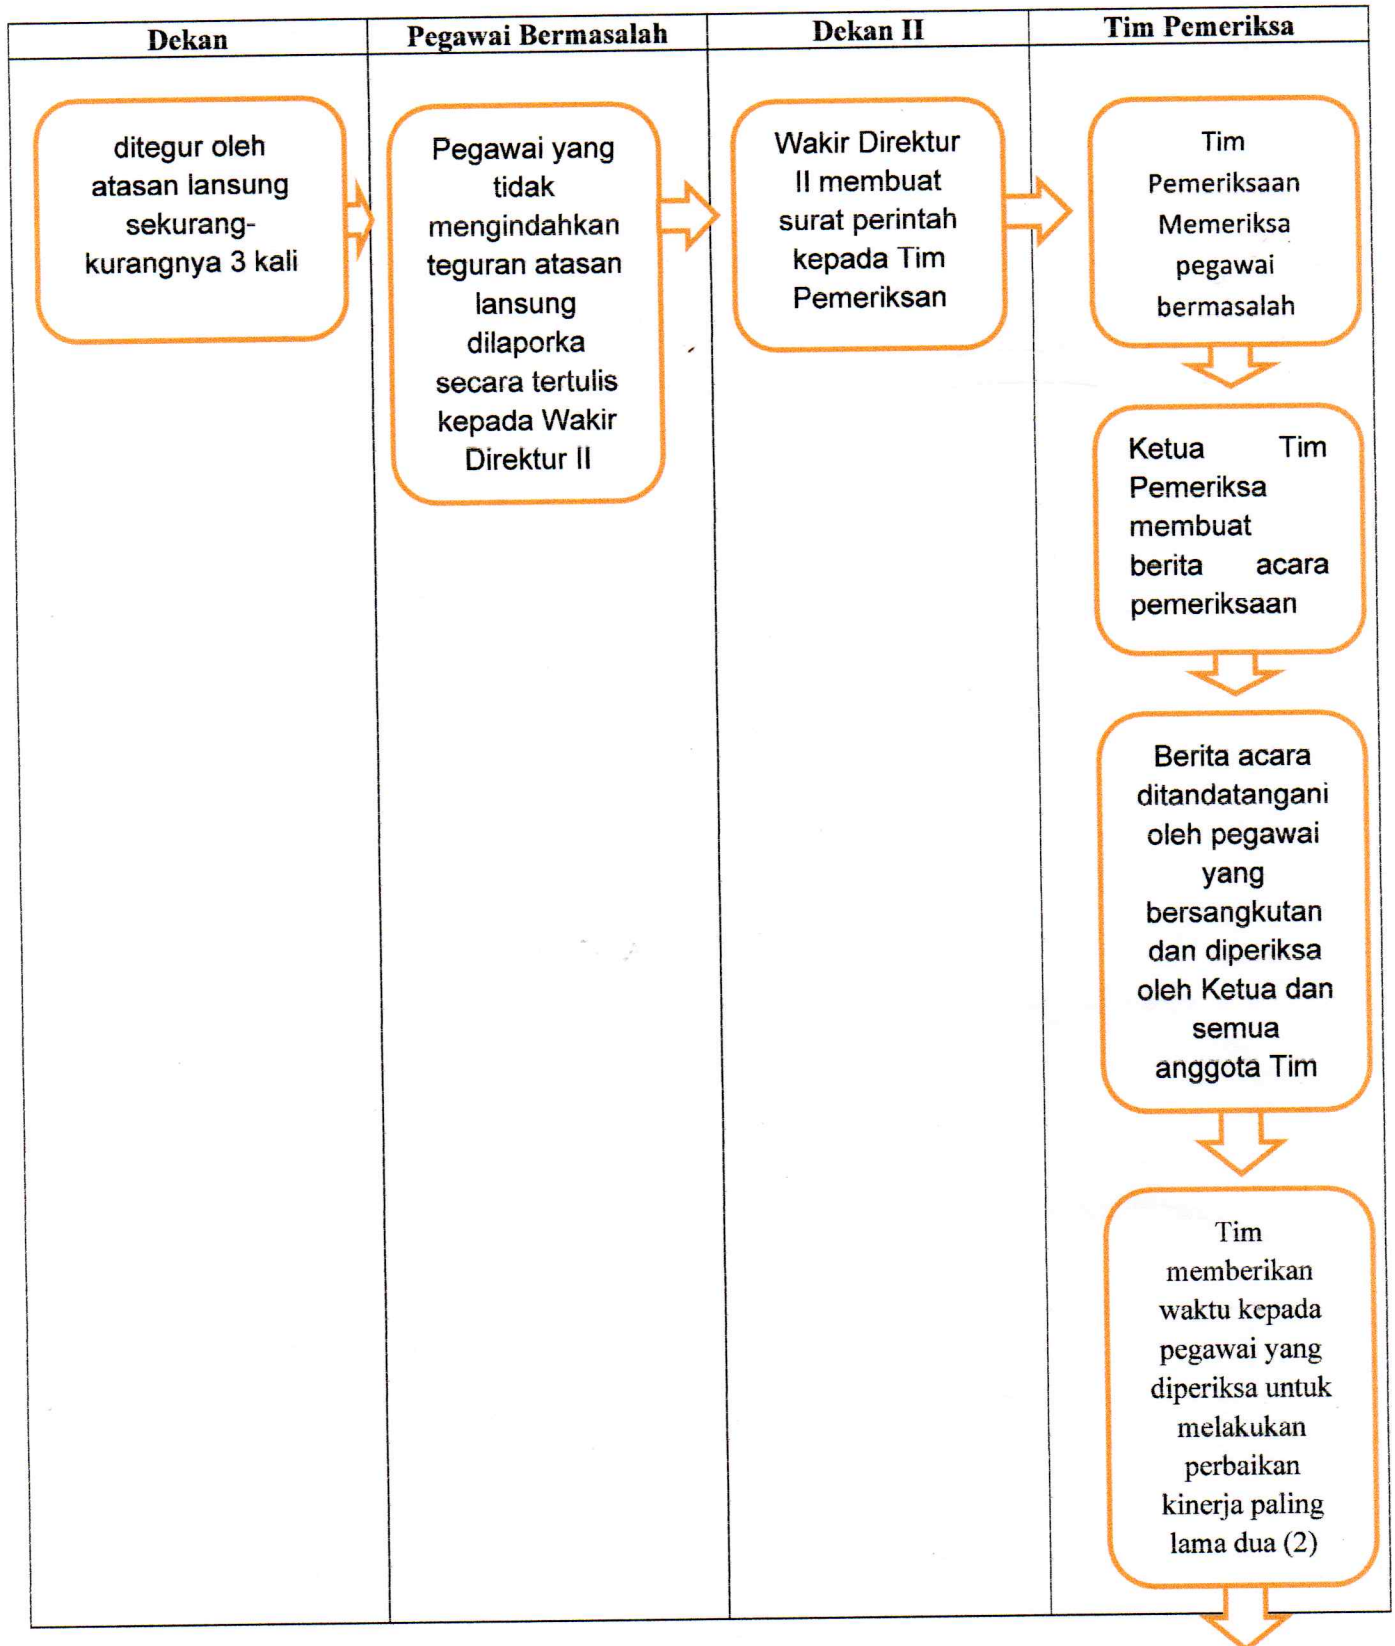 Dekan
Pegawai Bermasalah
Dekan II
Tim Pemeriksa
ditegur oleh
atasan lansung
sekurang-
kurangnya 3 kali
Pegawai yang
tidak
mengindahkan
teguran atasan
lansung
dilaporka
secara tertulis
kepada Wakir
Direktur II
Wakir Direktur
II membuat
surat perintah
kepada Tim
Pemeriksan
Tim
Pemeriksaan
Memeriksa
pegawai
bermasalah
Ketua Tim
Pemeriksa
membuat
berita acara
pemeriksaan
Berita acara
ditandatangani
oleh pegawai
yang
bersangkutan
dan diperiksa
oleh Ketua dan
semua
anggota Tim
Tim
memberikan
waktu kepada
pegawai yang
diperiksa untuk
melakukan
perbaikan
kinerja paling
lama dua (2)